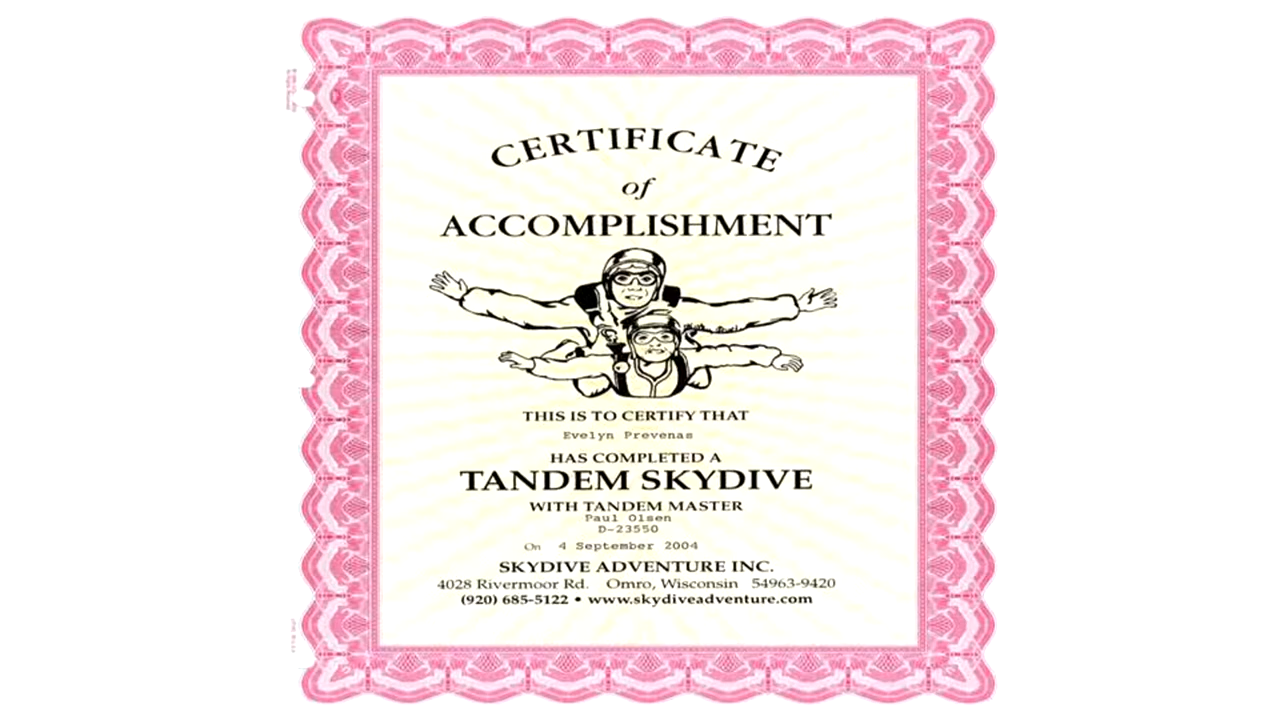 CERTIFICATE
of
ACCOMPLISHMENT
THIS IS TO CERTIFY THAT
Evelyn Prevenas
HAS COMPLETED A
TANDEM SKYDIVE
WITH TANDEM MASTER
Paul Olsen
D-23550
On 4 September 2004
SKYDIVE ADVENTURE INC.
4028 Rivermoor Rd. Omro, Wisconsin 54963-9420
(920) 685-5122 • www.skydiveadventure.com